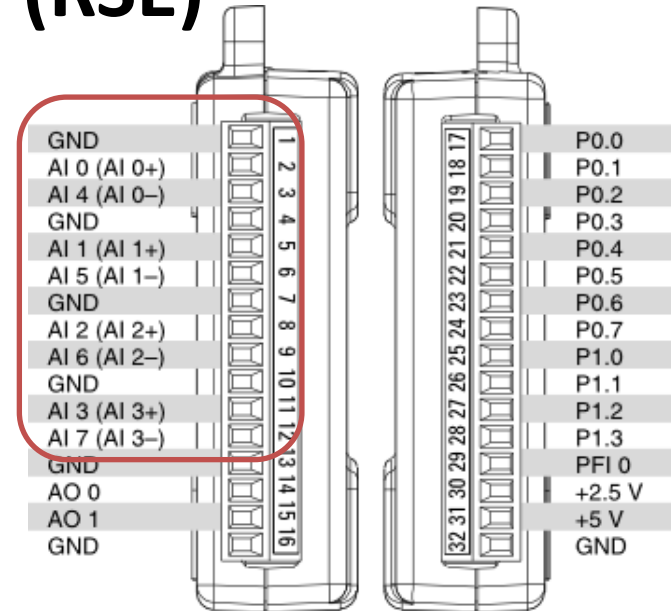 (RSE)
GND 1
AI 0 (AI 0+) 2
AI 4 (AI 0–) 3
GND 4
AI 1 (AI 1+) 5
AI 5 (AI 1–) 6
GND 7
AI 2 (AI 2+) 8
AI 6 (AI 2–) 9
GND 10
AI 3 (AI 3+) 11
AI 7 (AI 3–) 12
GND 13
AO 0 14
AO 1 15
GND 16
17 P0.0
18 P0.1
19 P0.2
20 P0.3
21 P0.4
22 P0.5
23 P0.6
24 P0.7
25 P1.0
26 P1.1
27 P1.2
28 P1.3
29 PFI 0
30 +2.5 V
31 +5 V
32 GND